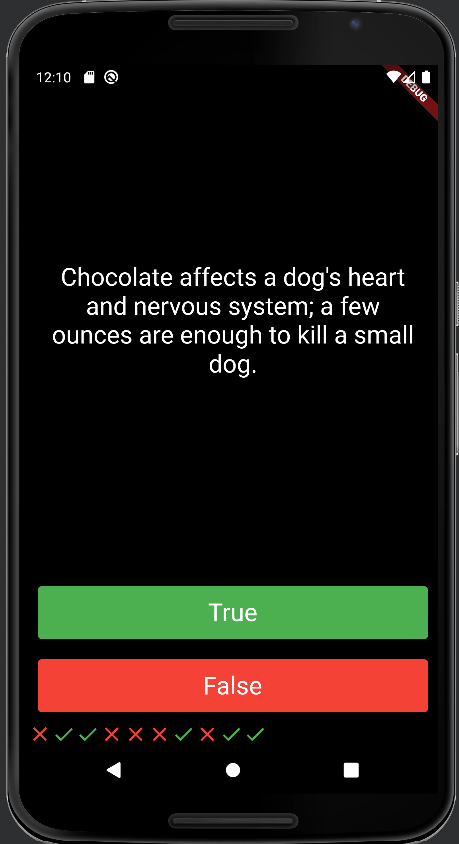 12:10
DEBUG
Chocolate affects a dog's heart
and nervous system; a few
ounces are enough to kill a small
dog.
True
False